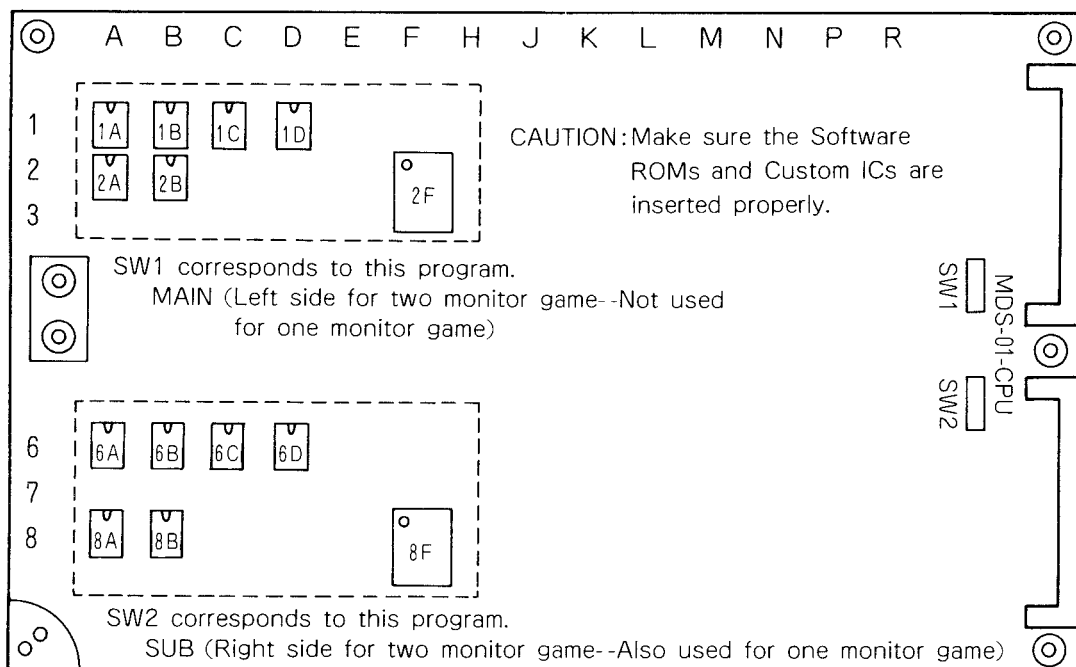 A B C D E F H J K L M N P R
1 1A 1B 1C 1D
CAUTION: Make sure the Software
2 2A 2B 2F
ROMs and Custom ICs are
3
inserted properly.
SW1 corresponds to this program.
MAIN (Left side for two monitor game--Not used
for one monitor game)
SW1
MDS-01-CPU
SW2
6 6A 6B 6C 6D
7
8 8A 8B 8F
SW2 corresponds to this program.
SUB (Right side for two monitor game--Also used for one monitor game)